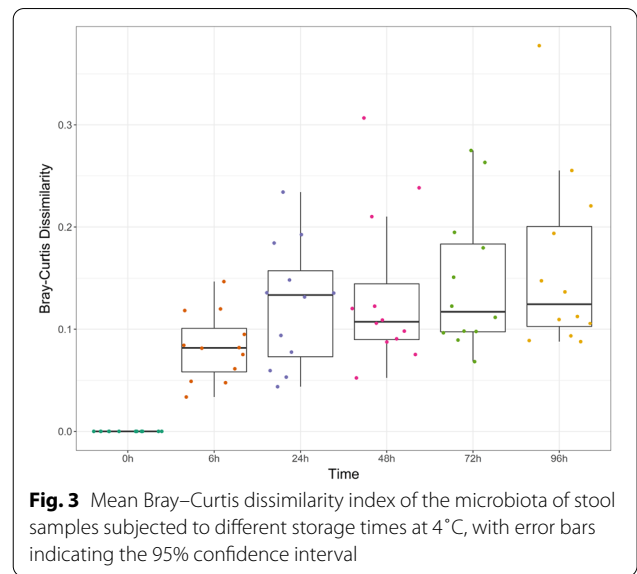 Bray-Curtis Dissimilarity
0.3
0.2
0.1
0.0
0h 6h 24h 48h 72h 96h
Time
Fig. 3 Mean Bray–Curtis dissimilarity index of the microbiota of stool
samples subjected to different storage times at 4˚C, with error bars
indicating the 95% confidence interval